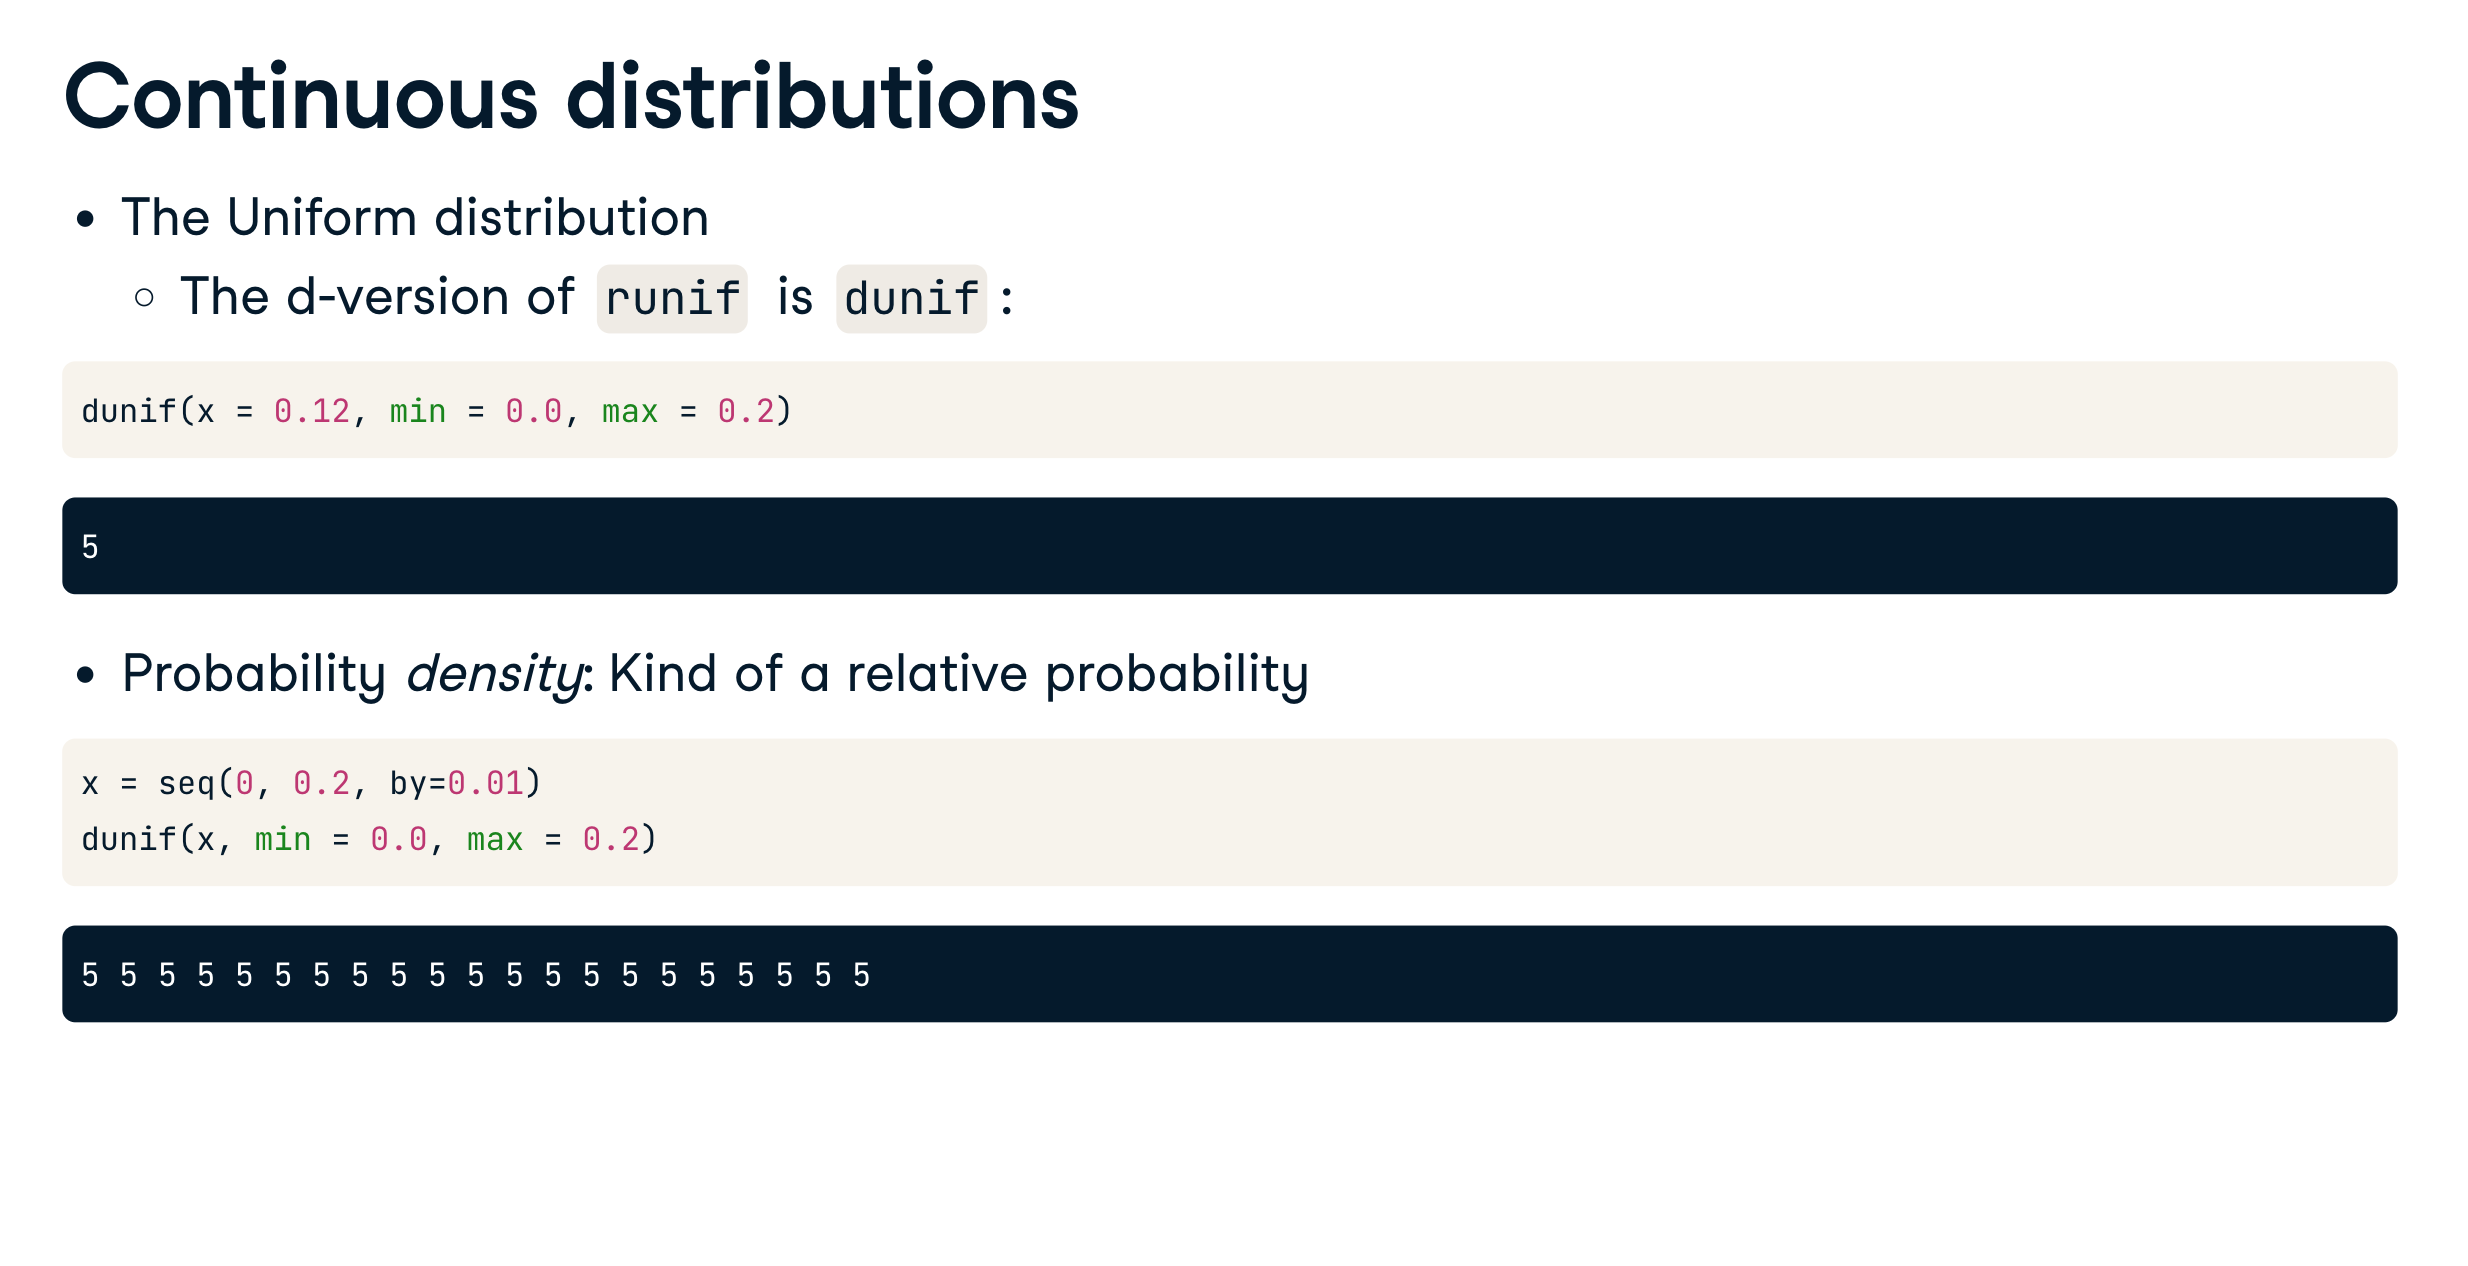 Continuous distributions
• The Uniform distribution
○ The d-version of runif is dunif :
dunif(x = 0.12, min = 0.0, max = 0.2)
5
• Probability density: Kind of a relative probability
x = seq(0, 0.2, by=0.01)
dunif(x, min = 0.0, max = 0.2)
5 5 5 5 5 5 5 5 5 5 5 5 5 5 5 5 5 5 5 5 5